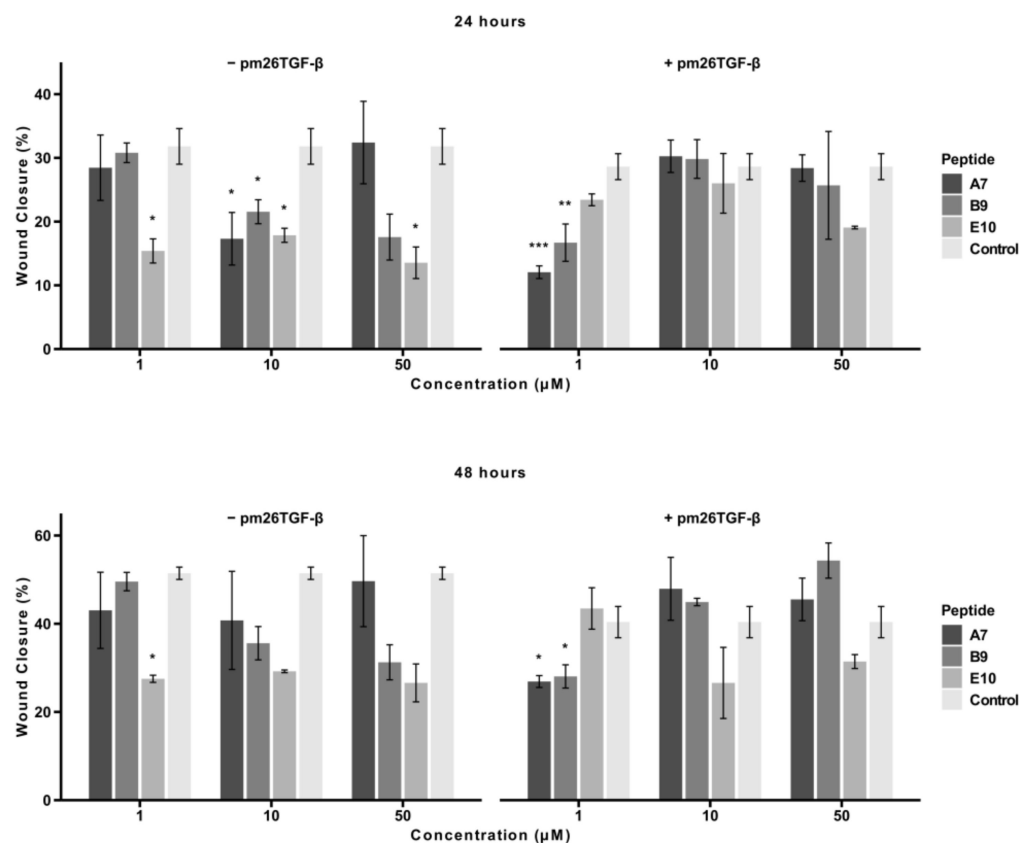 24 hours
− pm26TGF-β
+ pm26TGF-β
Wound Closure (%)
40
30
20
10
0
*
*
*
*
*
***
**
1
10
50
1
10
50
Concentration (µM)
Peptide
A7
B9
E10
Control
48 hours
− pm26TGF-β
+ pm26TGF-β
Wound Closure (%)
60
40
20
0
*
*
*
1
10
50
1
10
50
Concentration (µM)
Peptide
A7
B9
E10
Control